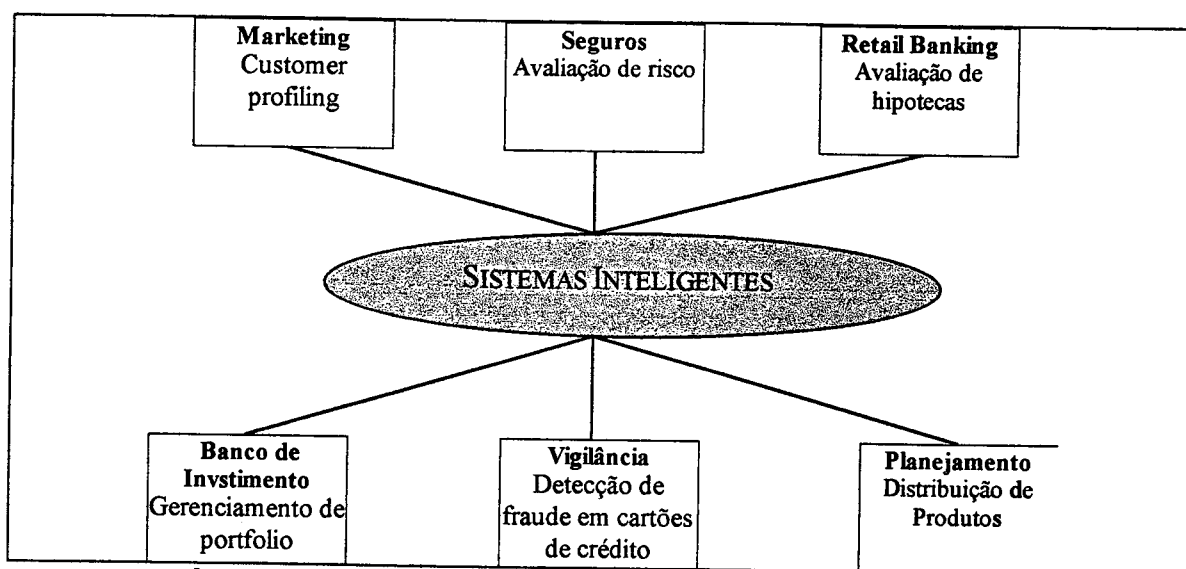 Marketing
Customer
profiling
Seguros
Avaliação de risco
Retail Banking
Avaliação de
hipotecas
SISTEMAS INTELIGENTES
Banco de
Invstimento
Gerenciamento de
portfolio
Vigilância
Detecção de
fraude em cartões
de crédito
Planejamento
Distribuição de
Produtos